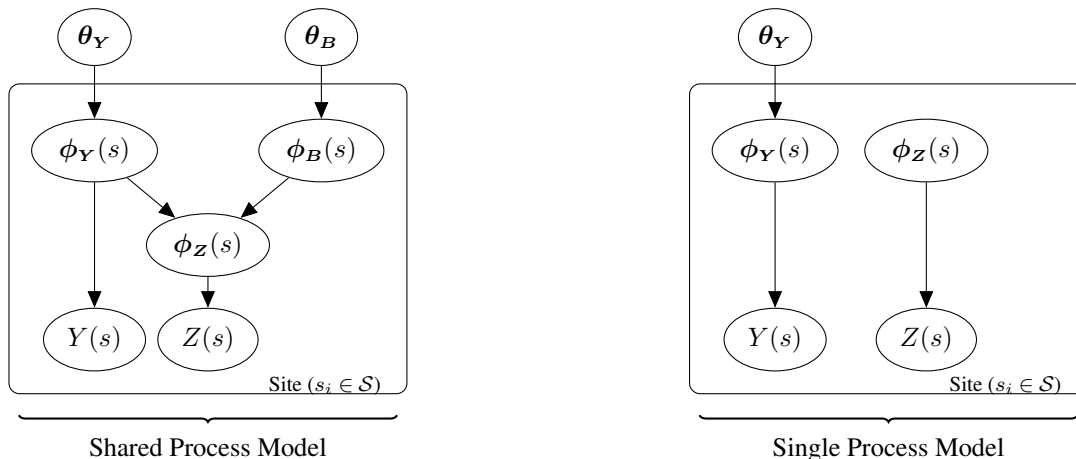 θ_Y θ_B θ_Y
ϕ_Y(s) ϕ_B(s) ϕ_Y(s) ϕ_Z(s)
ϕ_Z(s)
Y(s) Z(s) Y(s) Z(s)
Site (s_i ∈ 𝒮) Site (s_i ∈ 𝒮)
Shared Process Model Single Process Model